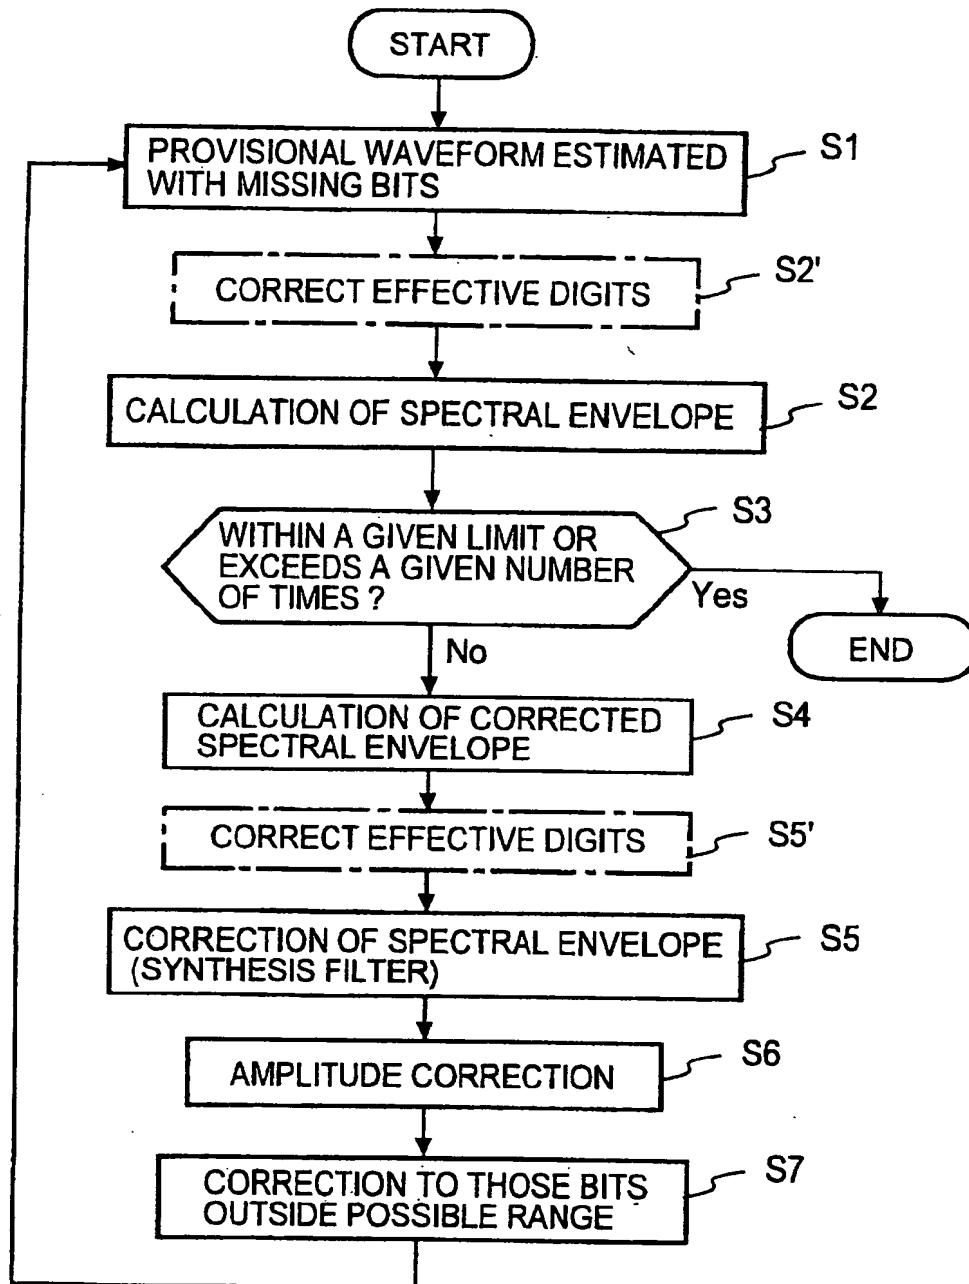 START
PROVISIONAL WAVEFORM ESTIMATED
WITH MISSING BITS
S1
CORRECT EFFECTIVE DIGITS
S2'
CALCULATION OF SPECTRAL ENVELOPE
S2
WITHIN A GIVEN LIMIT OR
EXCEEDS A GIVEN NUMBER
OF TIMES ?
S3
Yes
END
No
CALCULATION OF CORRECTED
SPECTRAL ENVELOPE
S4
CORRECT EFFECTIVE DIGITS
S5'
CORRECTION OF SPECTRAL ENVELOPE
(SYNTHESIS FILTER)
S5
AMPLITUDE CORRECTION
S6
CORRECTION TO THOSE BITS
OUTSIDE POSSIBLE RANGE
S7